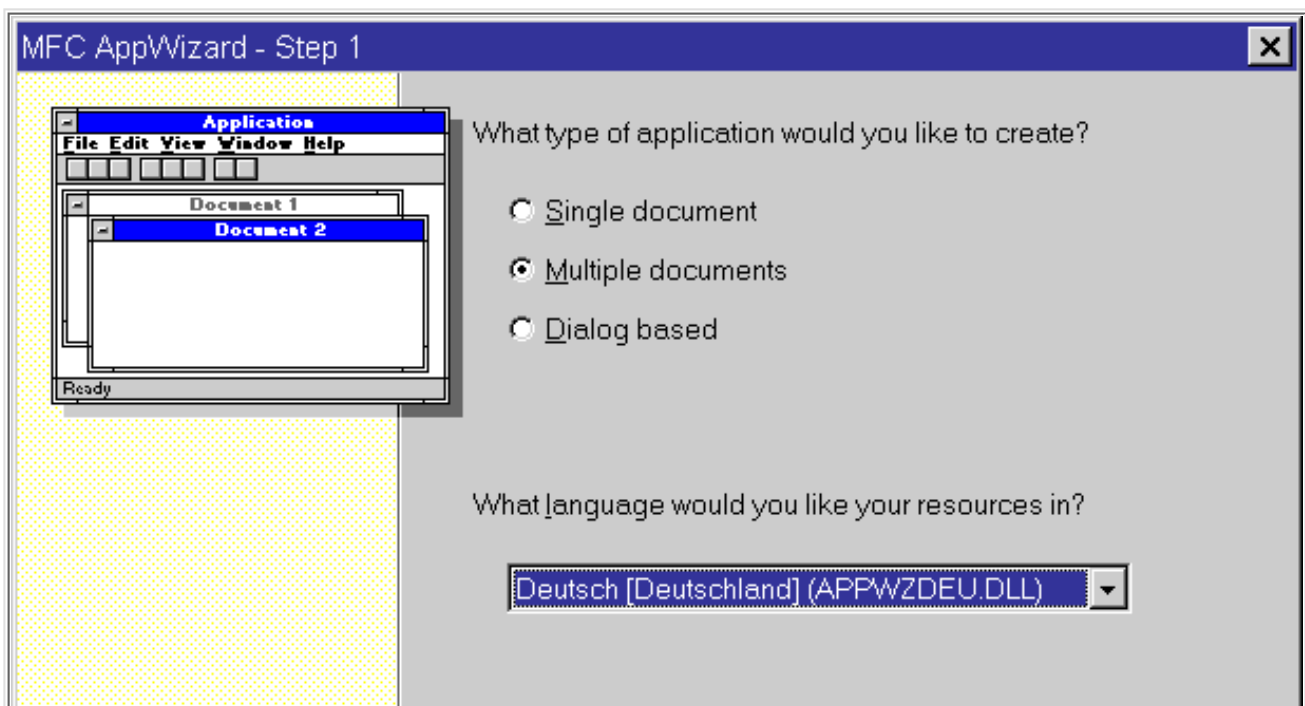 MFC AppWizard - Step 1
Application
File Edit View Window Help
Document 1
Document 2
Ready
What type of application would you like to create?
Single document
Multiple documents
Dialog based
What language would you like your resources in?
Deutsch [Deutschland] (APPWZDEU.DLL)